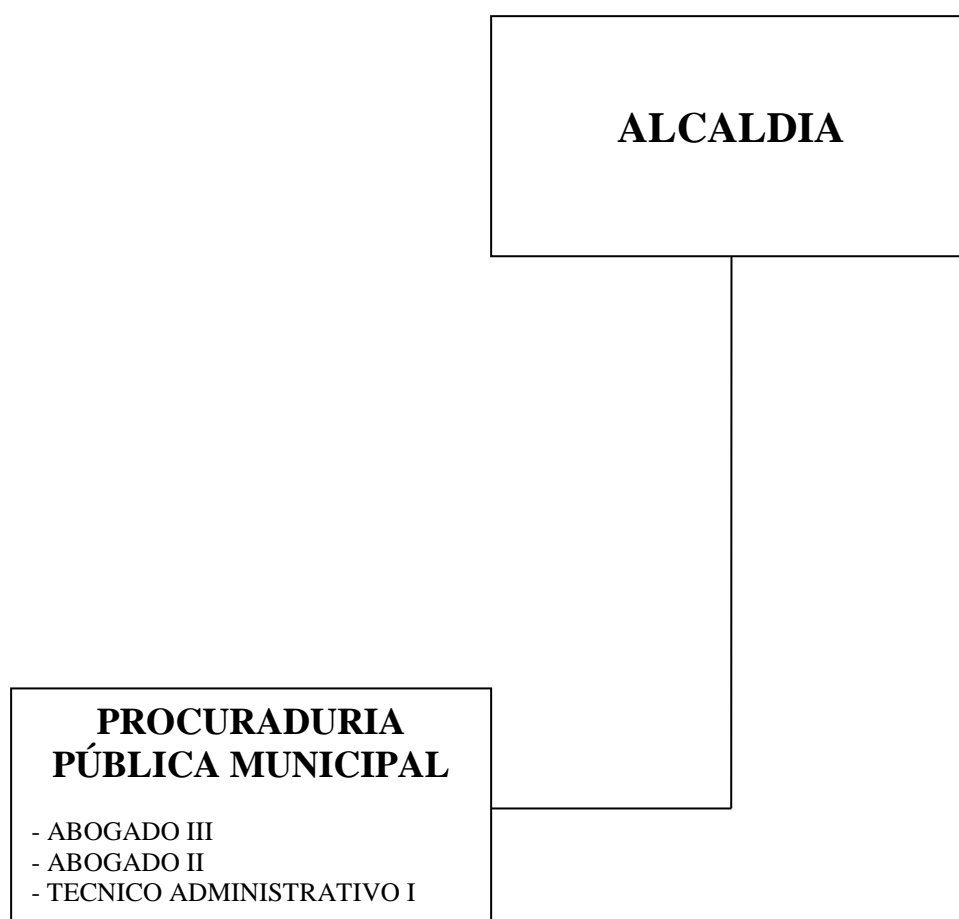 ALCALDIA
PROCURADURIA
PÚBLICA MUNICIPAL
- ABOGADO III
- ABOGADO II
- TECNICO ADMINISTRATIVO I